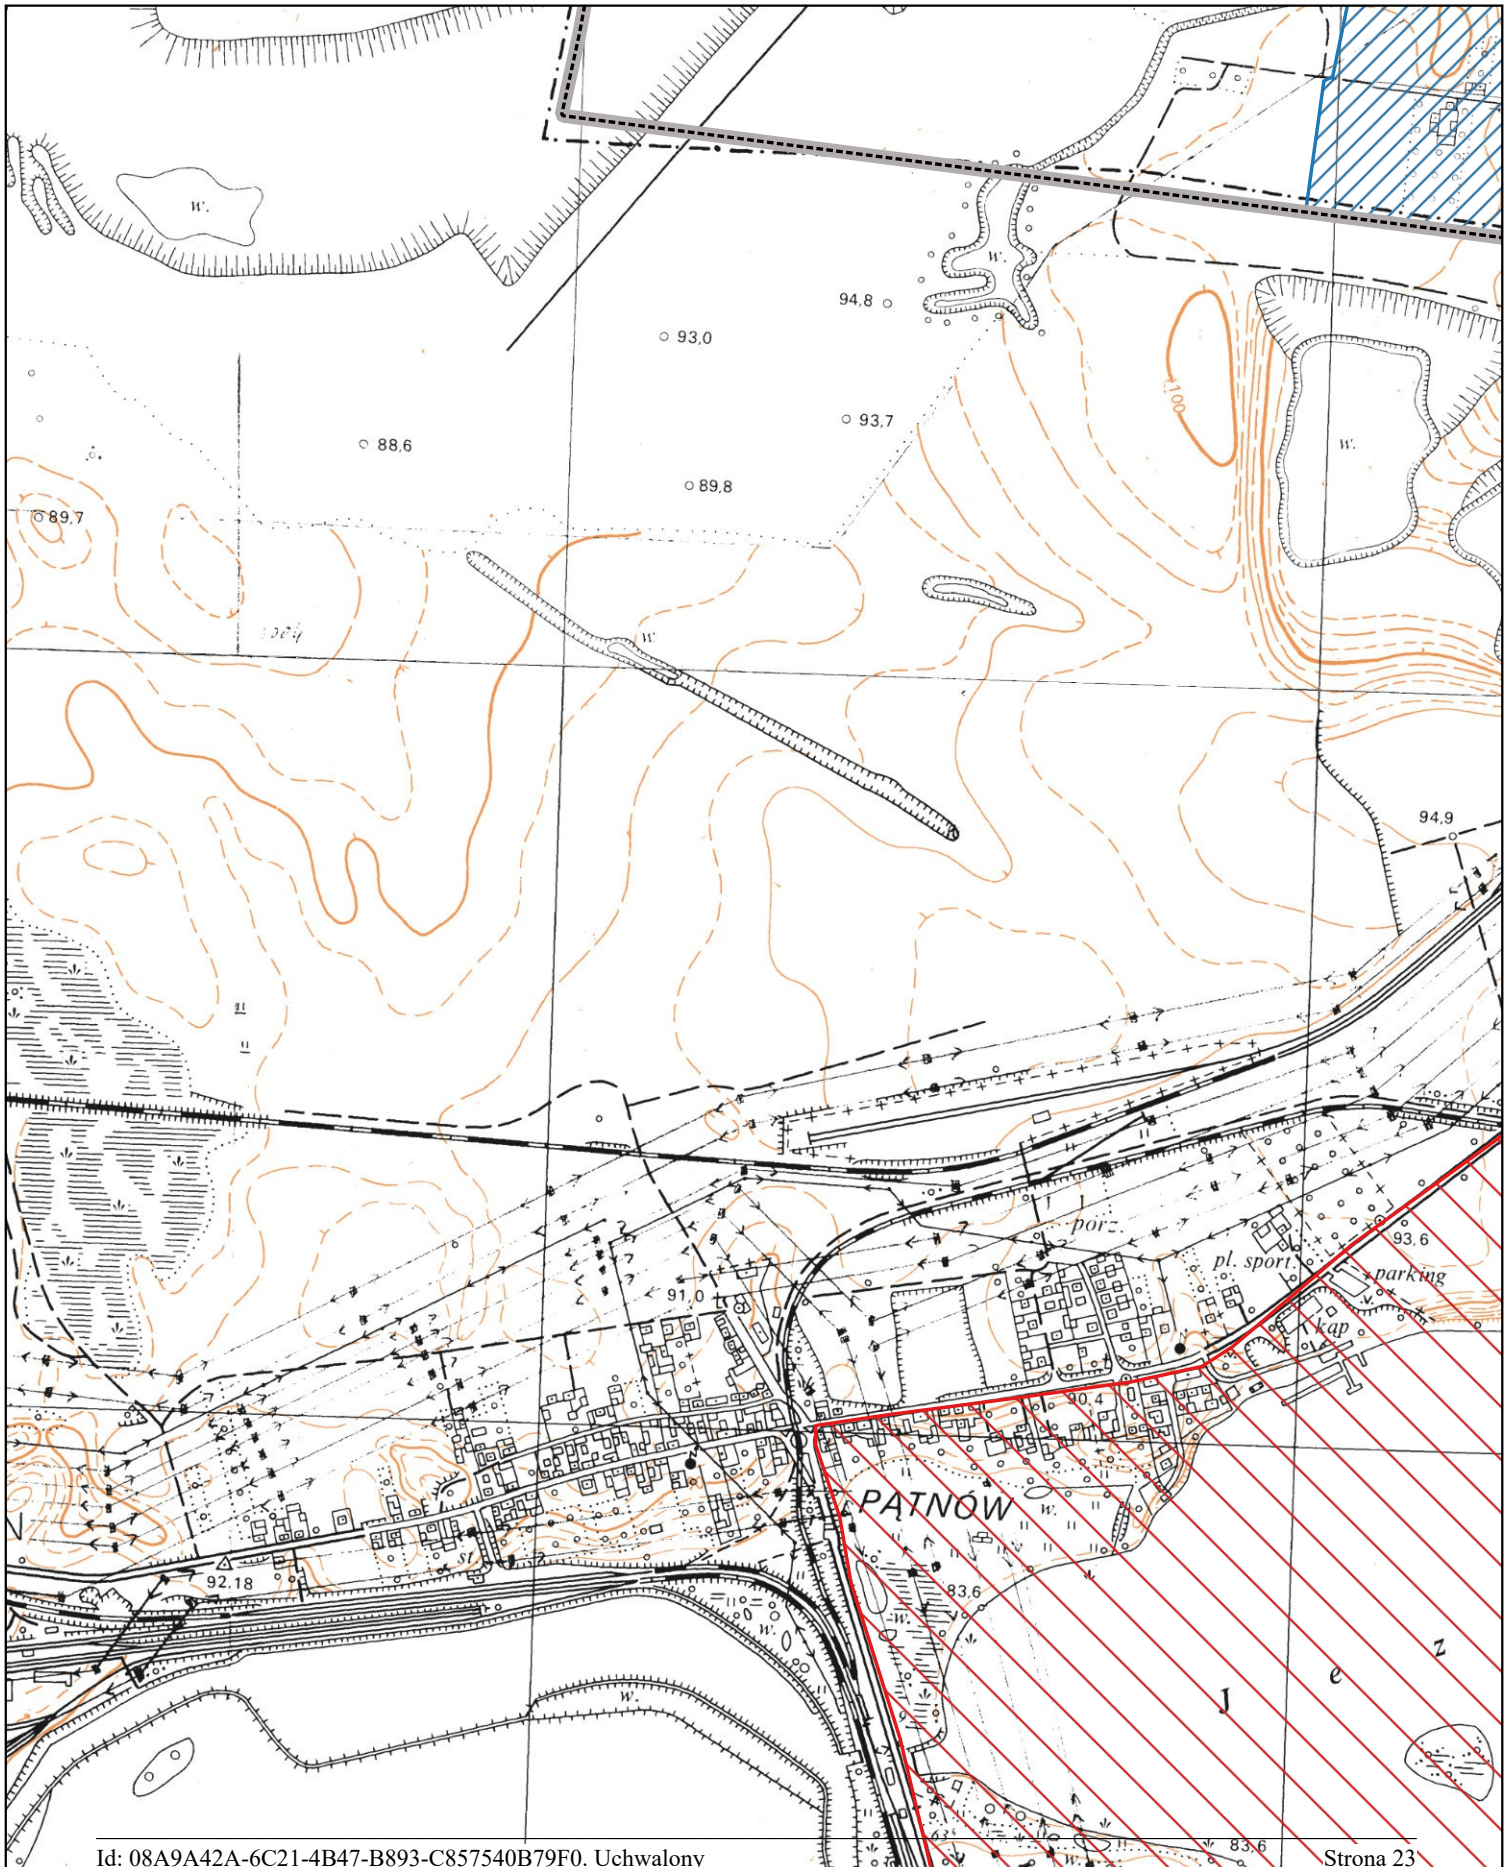 w.
w.
94,8
93,0
100
93,7
w.
88,6
89,8
89,7
w.
94,9
porz.
93,6
pl. sport.
parking
91,0
kap
90,4
PĄTNÓW
w.
st
92,18
83,6
w.
w.
z
e
J
w.
83,6
w.
Id: 08A9A42A-6C21-4B47-B893-C857540B79F0. Uchwalony
Strona 23